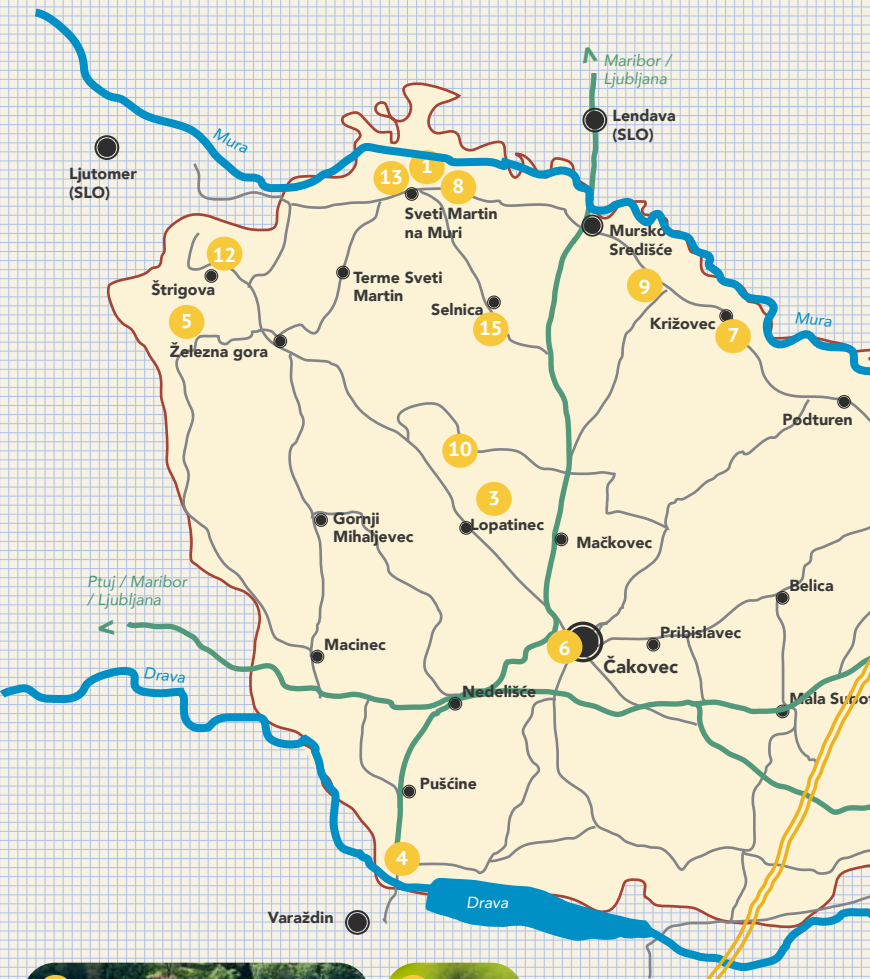 Maribor /
Ljubljana
Lendava
(SLO)
Mura
Ljutomer
(SLO)
13
1
8
Sveti Martin
na Muri
Mursko
Središće
12
Štrigova
Terme Sveti
Martin
9
Selnica
15
5
Železna gora
Križovec
7
Mura
Podturen
10
3
Lopatinec
Gornji
Mihaljevec
Mačkovec
Ptuj / Maribor
/ Ljubljana
Belica
Macinec
6
Pribislavec
Čakovec
Drava
Nedelišće
Mala Subot
Pušćine
4
Varaždin
Drava